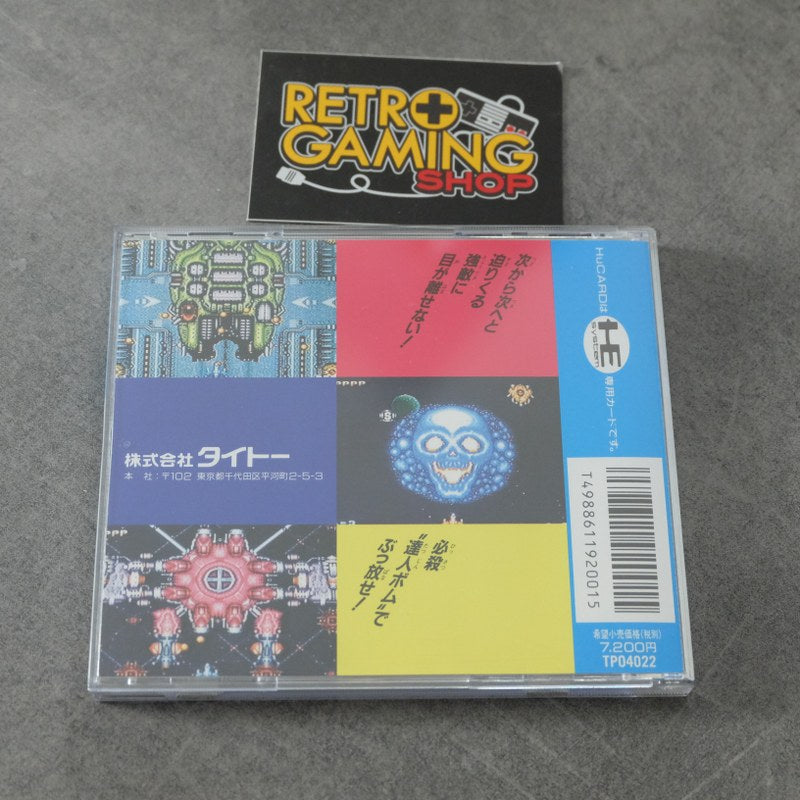 RETRO
GAMING
SHOP
次から次へと
迫りくる
強敵に
目が離せない!
HuCARDは
HE
system
専用カードです。
株式会社 タイトー
本 社:〒102 東京都千代田区平河町2-5-3
必殺
"達人ボム"で
ぶっ放せ!
T4988611920015
希望小売価格(税別)
7,200円
TP04022